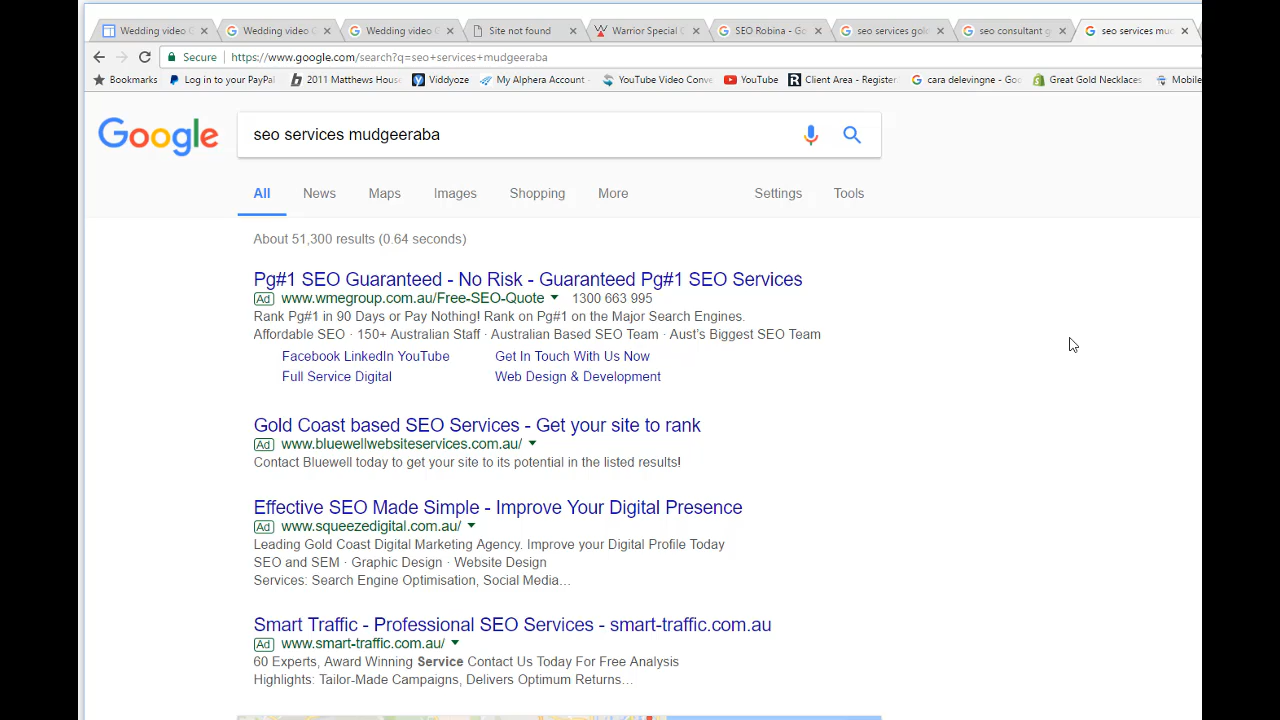 Wedding video G
Wedding video G
Wedding video G
Site not found
Warrior Special O
SEO Robina - Go
seo services gol
seo consultant g
seo services mu
Secure
https://www.google.com/search?q=seo+services+mudgeeraba
Bookmarks
Log in to your PayPal
2011 Matthews Hous
Viddyoze
My Alphera Account
YouTube Video Conve
YouTube
Client Area - Register
cara delevingne - Goo
Great Gold Necklaces
Mobile
Google
seo services mudgeeraba
All News Maps Images Shopping More Settings Tools
About 51,300 results (0.64 seconds)
Pg#1 SEO Guaranteed - No Risk - Guaranteed Pg#1 SEO Services
Ad www.wmegroup.com.au/Free-SEO-Quote 1300 663 995
Rank Pg#1 in 90 Days or Pay Nothing! Rank on Pg#1 on the Major Search Engines.
Affordable SEO · 150+ Australian Staff · Australian Based SEO Team · Aust's Biggest SEO Team
Facebook LinkedIn YouTube Get In Touch With Us Now
Full Service Digital Web Design & Development
Gold Coast based SEO Services - Get your site to rank
Ad www.bluewellwebsiteservices.com.au/
Contact Bluewell today to get your site to its potential in the listed results!
Effective SEO Made Simple - Improve Your Digital Presence
Ad www.squeezedigital.com.au/
Leading Gold Coast Digital Marketing Agency. Improve your Digital Profile Today
SEO and SEM · Graphic Design · Website Design
Services: Search Engine Optimisation, Social Media...
Smart Traffic - Professional SEO Services - smart-traffic.com.au
Ad www.smart-traffic.com.au/
60 Experts, Award Winning Service Contact Us Today For Free Analysis
Highlights: Tailor-Made Campaigns, Delivers Optimum Returns...